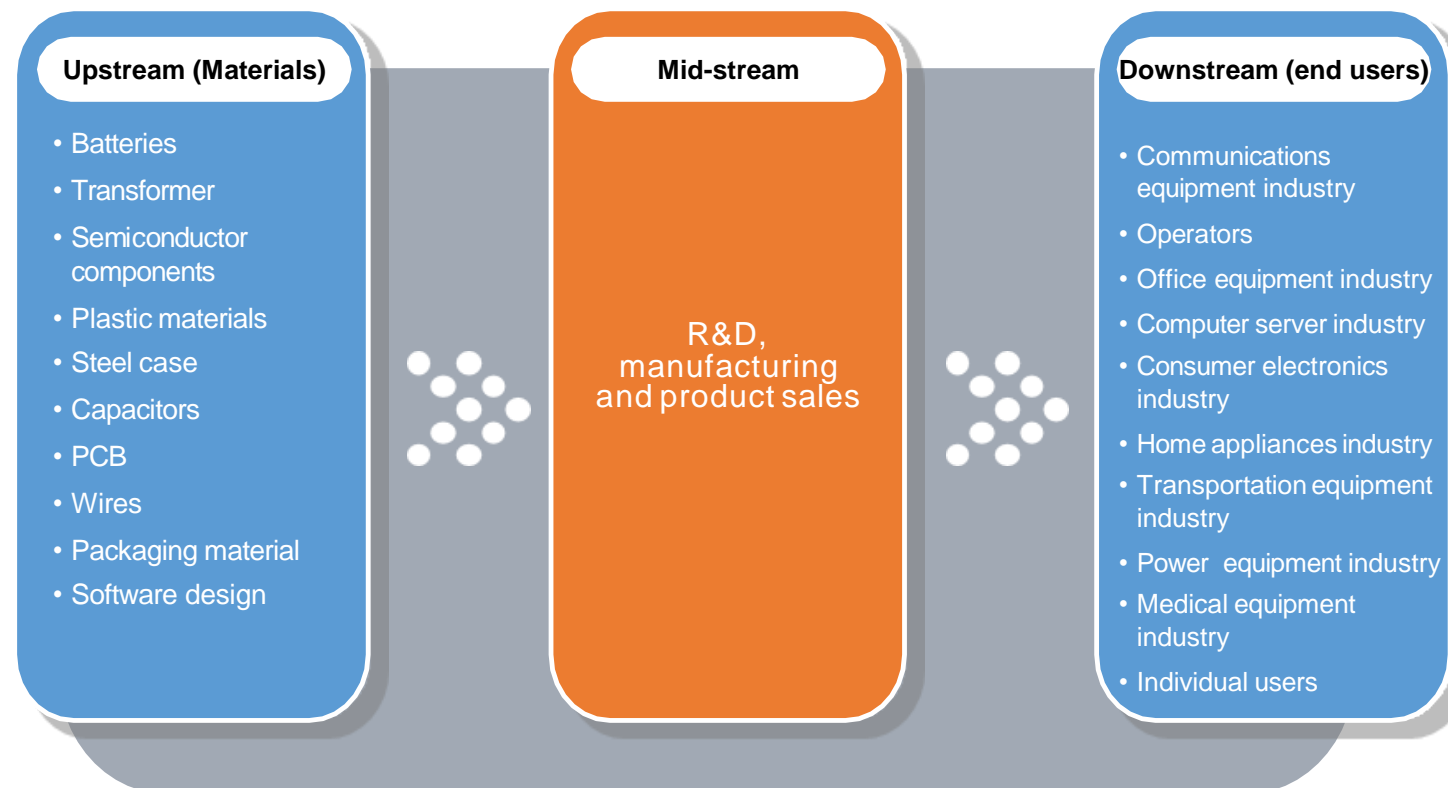 Upstream (Materials)
• Batteries
• Transformer
• Semiconductor
components
• Plastic materials
• Steel case
• Capacitors
• PCB
• Wires
• Packaging material
• Software design
Mid-stream
R&D,
manufacturing
and product sales
Downstream (end users)
• Communications
equipment industry
• Operators
• Office equipment industry
• Computer server industry
• Consumer electronics
industry
• Home appliances industry
• Transportation equipment
industry
• Power equipment industry
• Medical equipment
industry
• Individual users